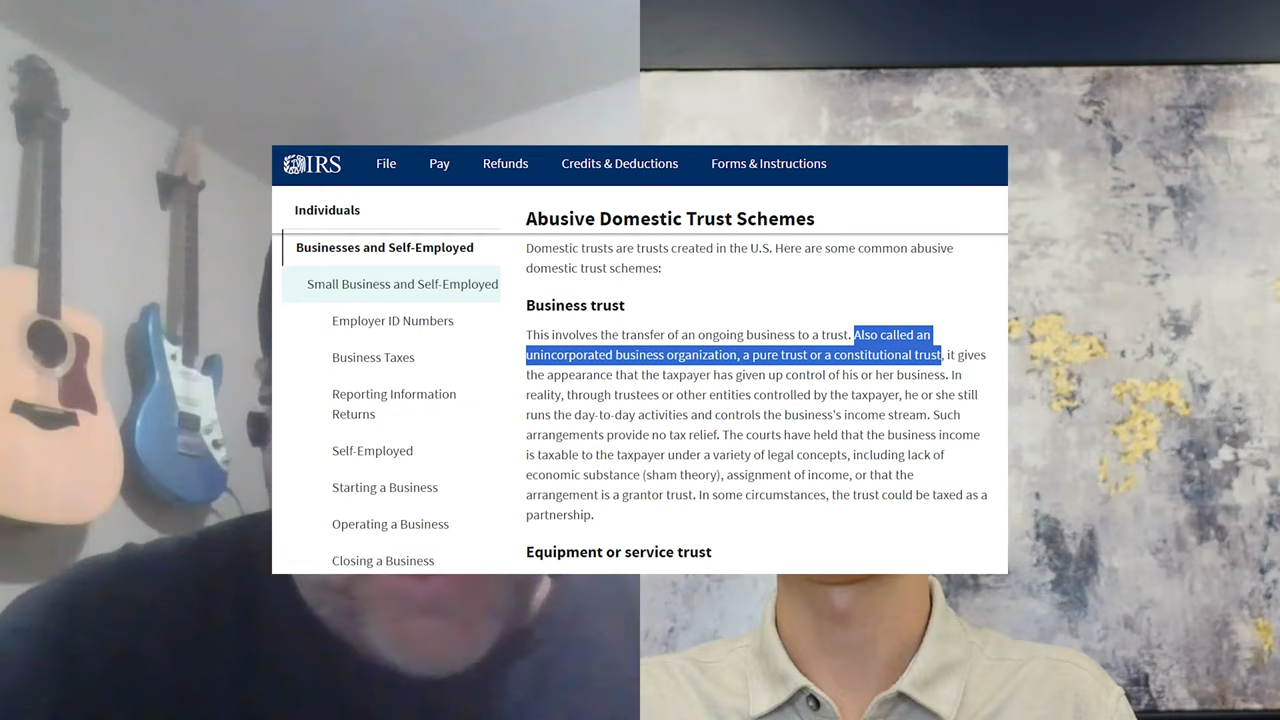 IRS File Pay Refunds Credits & Deductions Forms & Instructions
Individuals
Businesses and Self-Employed
Small Business and Self-Employed
Employer ID Numbers
Business Taxes
Reporting Information
Returns
Self-Employed
Starting a Business
Operating a Business
Closing a Business
Abusive Domestic Trust Schemes
Domestic trusts are trusts created in the U.S. Here are some common abusive
domestic trust schemes:
Business trust
This involves the transfer of an ongoing business to a trust. Also called an
unincorporated business organization, a pure trust or a constitutional trust, it gives
the appearance that the taxpayer has given up control of his or her business. In
reality, through trustees or other entities controlled by the taxpayer, he or she still
runs the day-to-day activities and controls the business's income stream. Such
arrangements provide no tax relief. The courts have held that the business income
is taxable to the taxpayer under a variety of legal concepts, including lack of
economic substance (sham theory), assignment of income, or that the
arrangement is a grantor trust. In some circumstances, the trust could be taxed as a
partnership.
Equipment or service trust